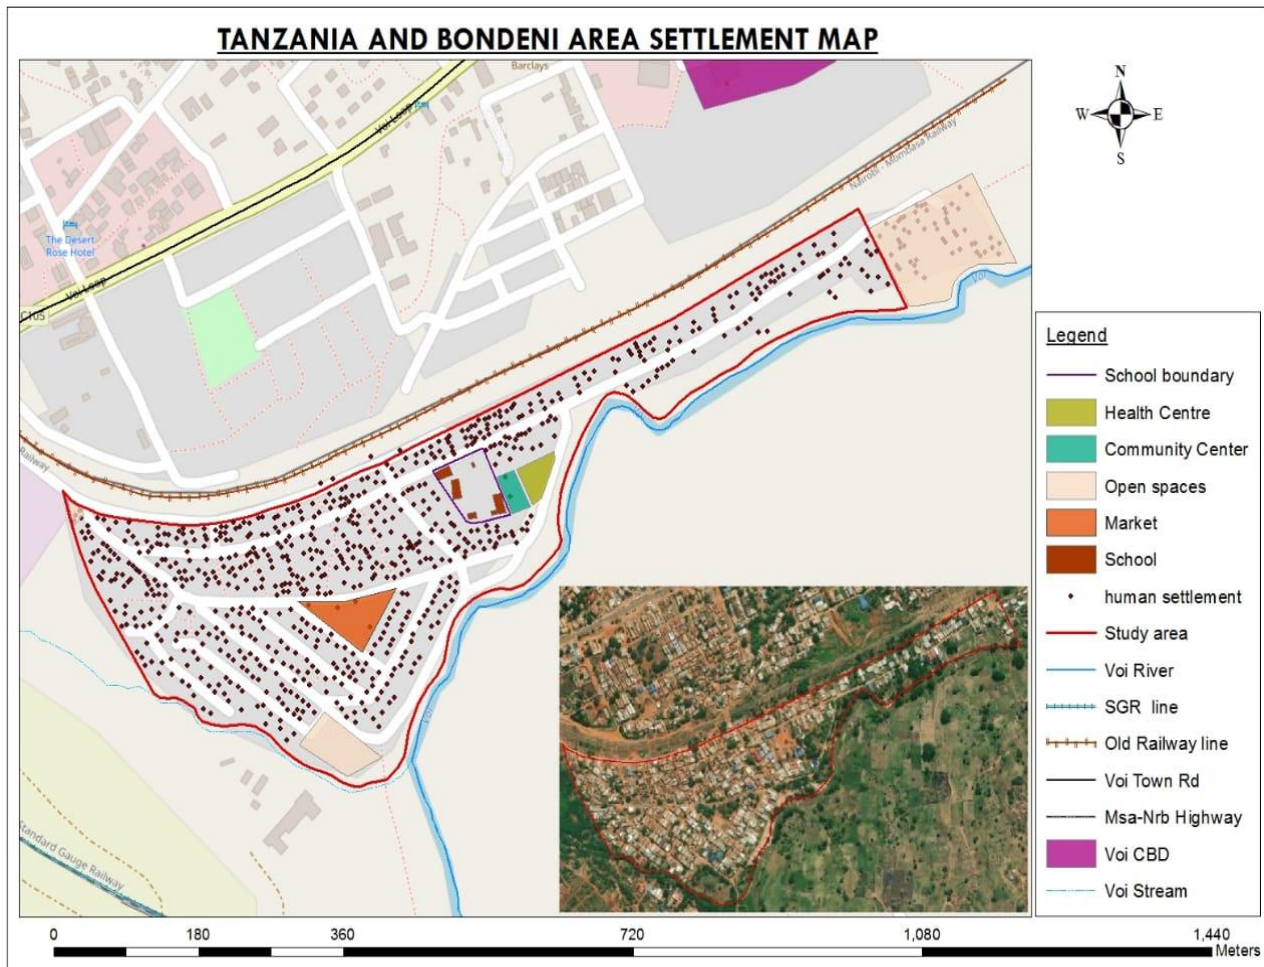 TANZANIA AND BONDENI AREA SETTLEMENT MAP
N
W E
S
Barclays
Voi Loop
Nairobi - Mombasa Railway
The Desert
Rose Hotel
Voi Loop
C105
Voi
Railway
Voi
Standard Gauge Railway
Legend
School boundary
Health Centre
Community Center
Open spaces
Market
School
human settlement
Study area
Voi River
SGR line
Old Railway line
Voi Town Rd
Msa-Nrb Highway
Voi CBD
Voi Stream
0 180 360 720 1,080 1,440
Meters